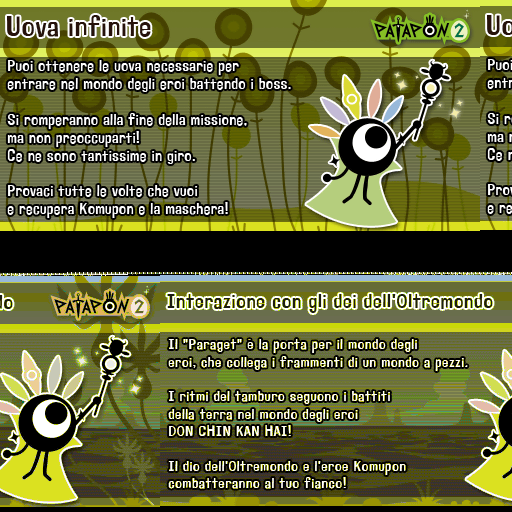 Uova infinite
PATAPON 2
Puoi ottenere le uova necessarie per
entrare nel mondo degli eroi battendo i boss.
Si romperanno alla fine della missione,
ma non preoccuparti!
Ce ne sono tantissime in giro.
Provaci tutte le volte che vuoi
e recupera Komupon e la maschera!
Uo
Puoi
entr
Si r
ma n
Ce n
Prov
e re
do
PATAPON 2
Interazione con gli dei dell'Oltremondo
Il "Paraget" è la porta per il mondo degli
eroi, che collega i frammenti di un mondo a pezzi.
I ritmi del tamburo seguono i battiti
della terra nel mondo degli eroi
DON CHIN KAN HAI!
Il dio dell'Oltremondo e l'eroe Komupon
combatteranno al tuo fianco!